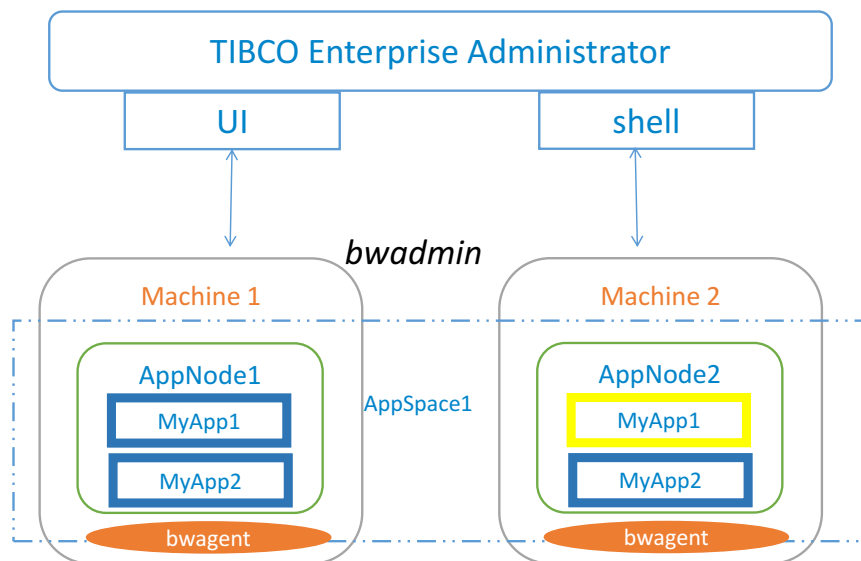 TIBCO Enterprise Administrator
UI
shell
bwadmin
Machine 1
Machine 2
AppNode1
AppNode2
AppSpace1
MyApp1
MyApp1
MyApp2
MyApp2
bwagent
bwagent